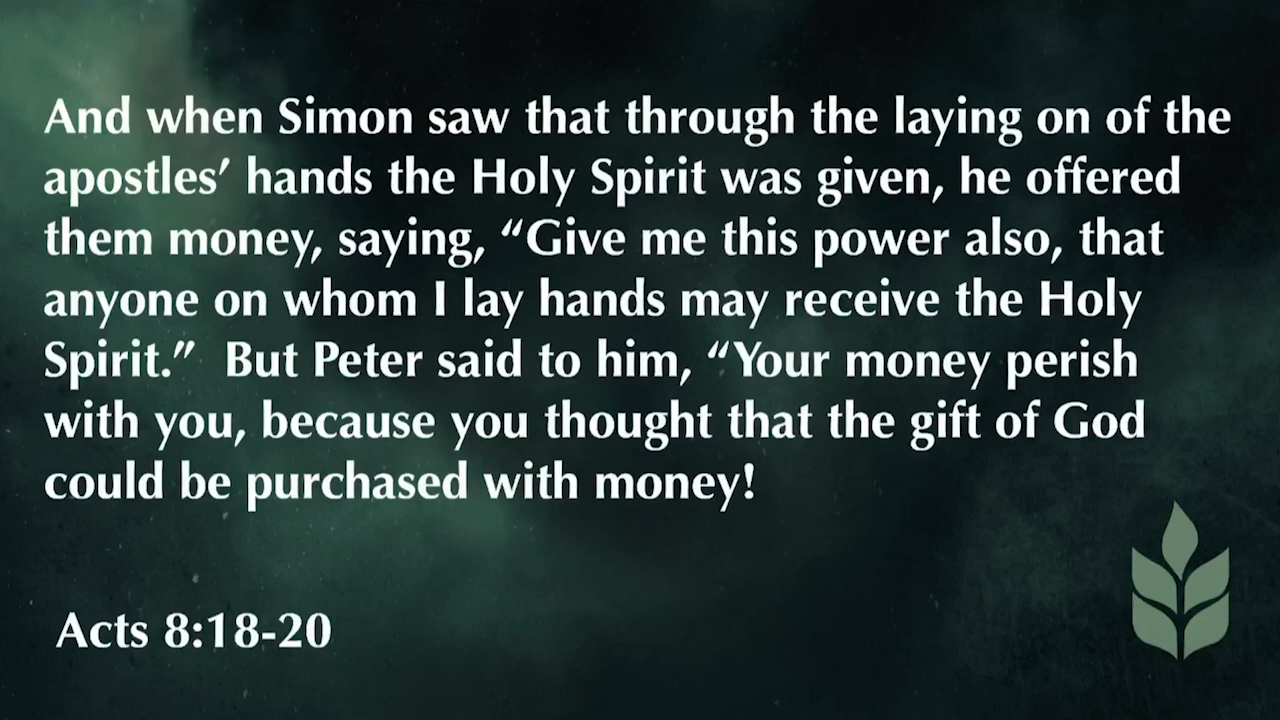 And when Simon saw that through the laying on of the
apostles’ hands the Holy Spirit was given, he offered
them money, saying, “Give me this power also, that
anyone on whom I lay hands may receive the Holy
Spirit.”  But Peter said to him, “Your money perish
with you, because you thought that the gift of God
could be purchased with money!
Acts 8:18-20